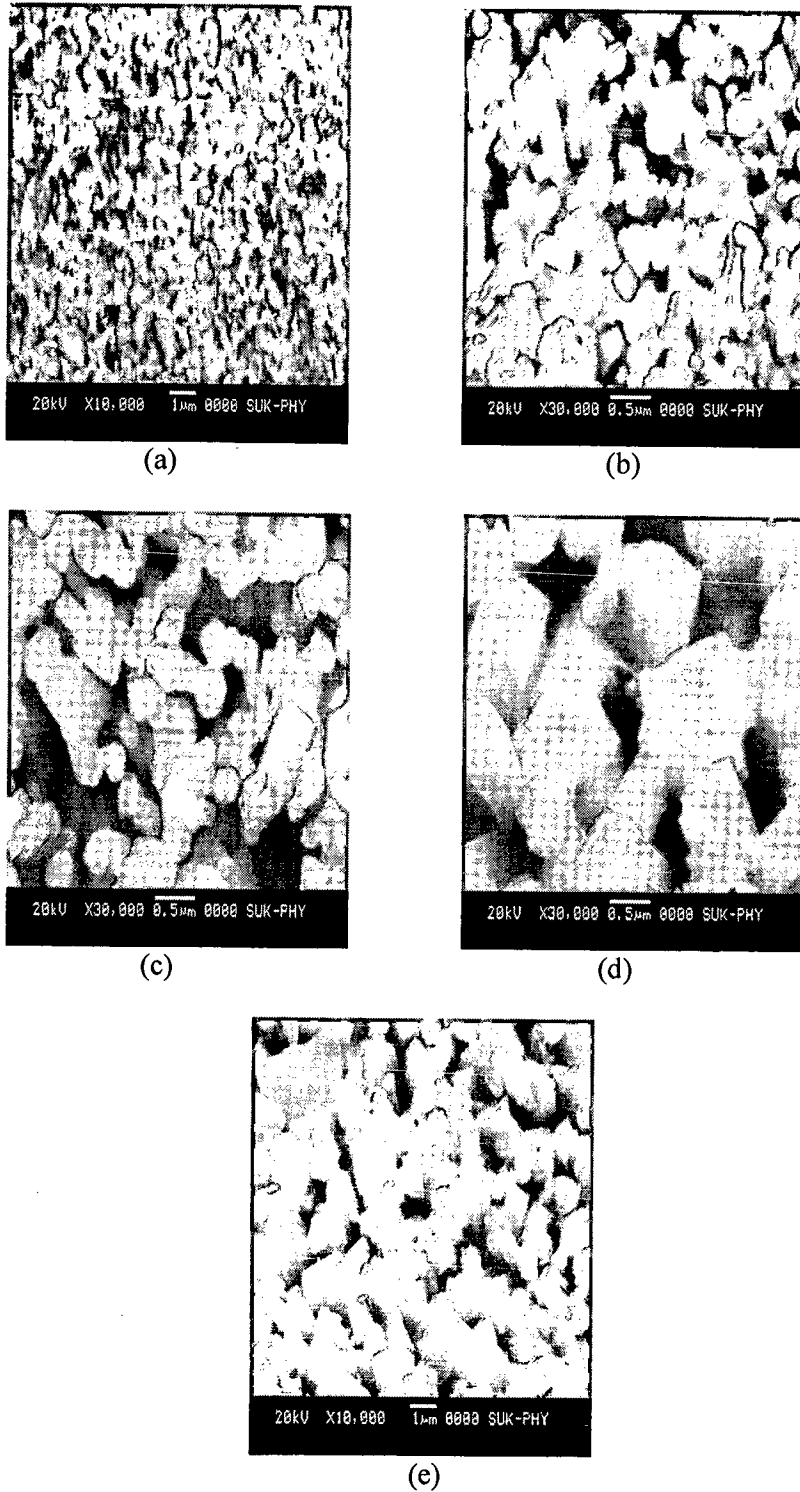 20kV X10,000 1μm 0000 SUK-PHY
(a)
20kV X30,000 0.5μm 0000 SUK-PHY
(b)
20kV X30,000 0.5μm 0000 SUK-PHY
(c)
20kV X30,000 0.5μm 0000 SUK-PHY
(d)
20kV X10,000 1μm 0000 SUK-PHY
(e)